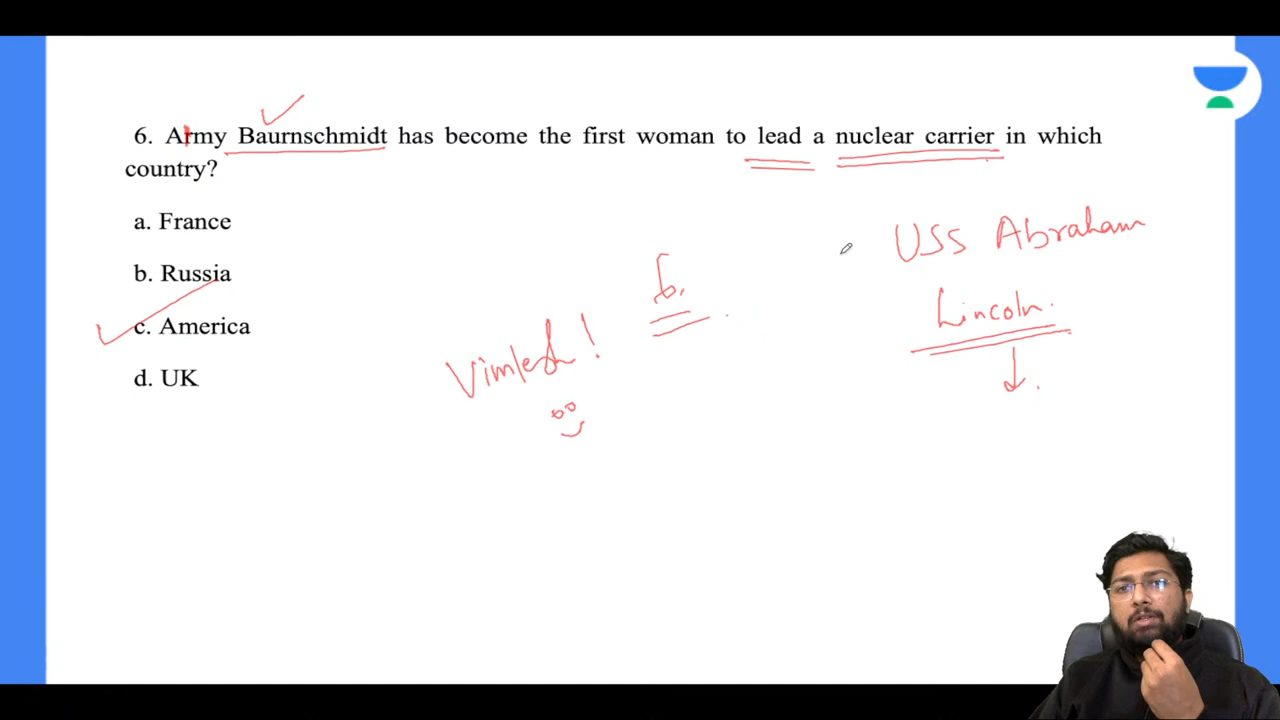 6. Army Baurnschmidt has become the first woman to lead a nuclear carrier in which
country?
a. France
b. Russia
c. America
d. UK
USS Abraham
Lincoln.
b.
Vimlesh!